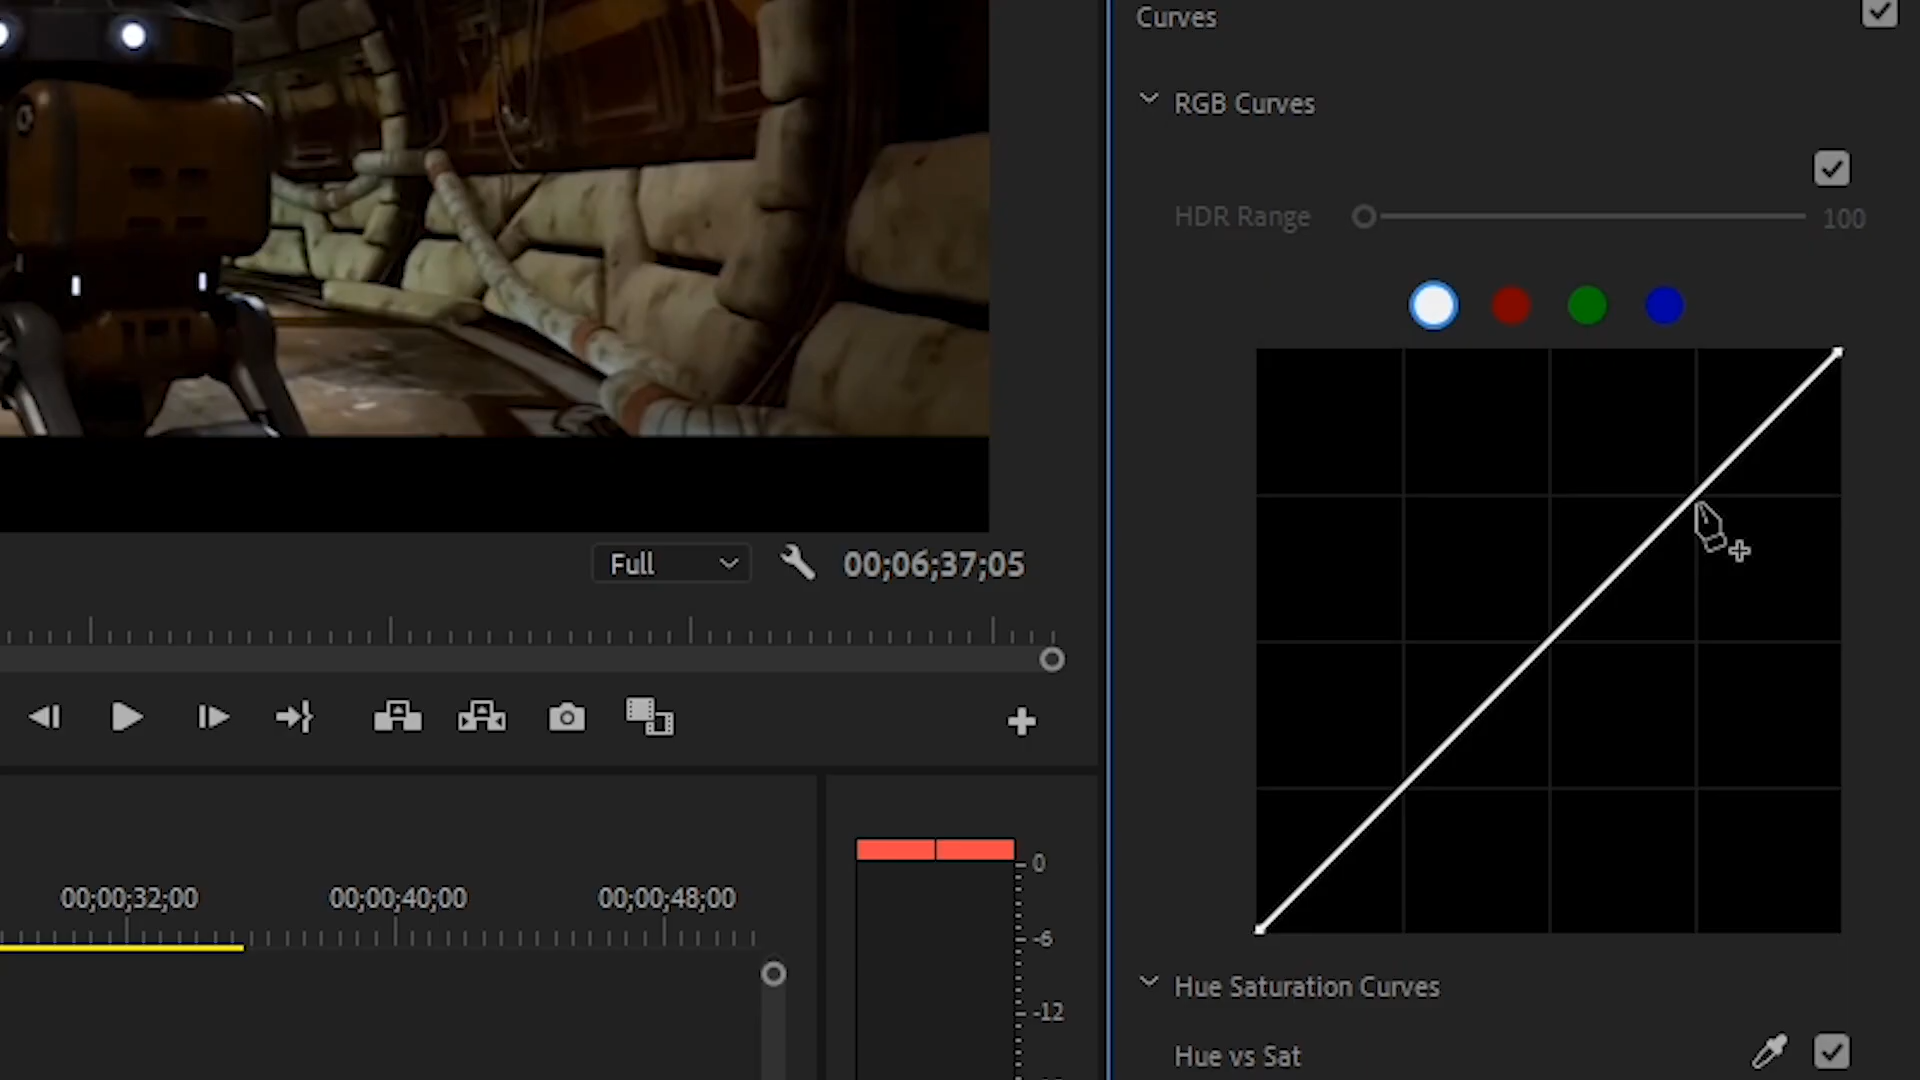 Curves
RGB Curves
HDR Range 100
Full 00;06;37;05
00;00;32;00 00;00;40;00 00;00;48;00
0
-6
-12
Hue Saturation Curves
Hue vs Sat